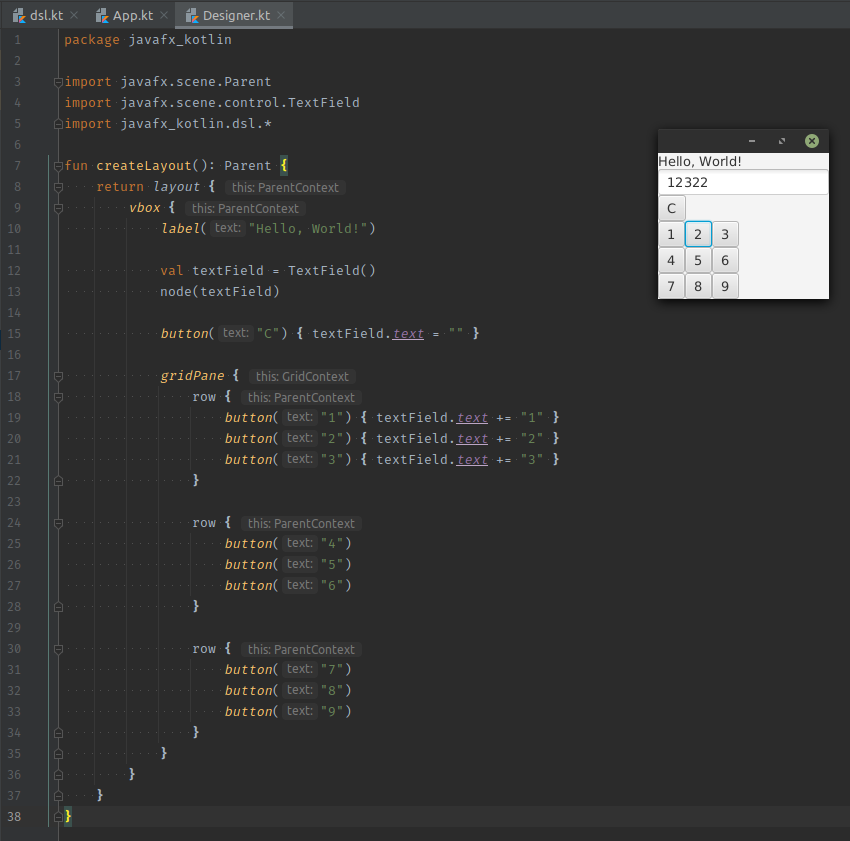 dsl.kt App.kt Designer.kt
1 package javafx_kotlin
2
3 import javafx.scene.Parent
4 import javafx.scene.control.TextField
5 import javafx_kotlin.dsl.*
6
7 fun createLayout(): Parent {
8 return layout { this: ParentContext
9 vbox { this: ParentContext
10 label( text: "Hello, World!")
11
12 val textField = TextField()
13 node(textField)
14
15 button( text: "C") { textField.text = "" }
16
17 gridPane { this: GridContext
18 row { this: ParentContext
19 button( text: "1") { textField.text += "1" }
20 button( text: "2") { textField.text += "2" }
21 button( text: "3") { textField.text += "3" }
22 }
23
24 row { this: ParentContext
25 button( text: "4")
26 button( text: "5")
27 button( text: "6")
28 }
29
30 row { this: ParentContext
31 button( text: "7")
32 button( text: "8")
33 button( text: "9")
34 }
35 }
36 }
37 }
38 }
Hello, World!
12322
C
1 2 3
4 5 6
7 8 9